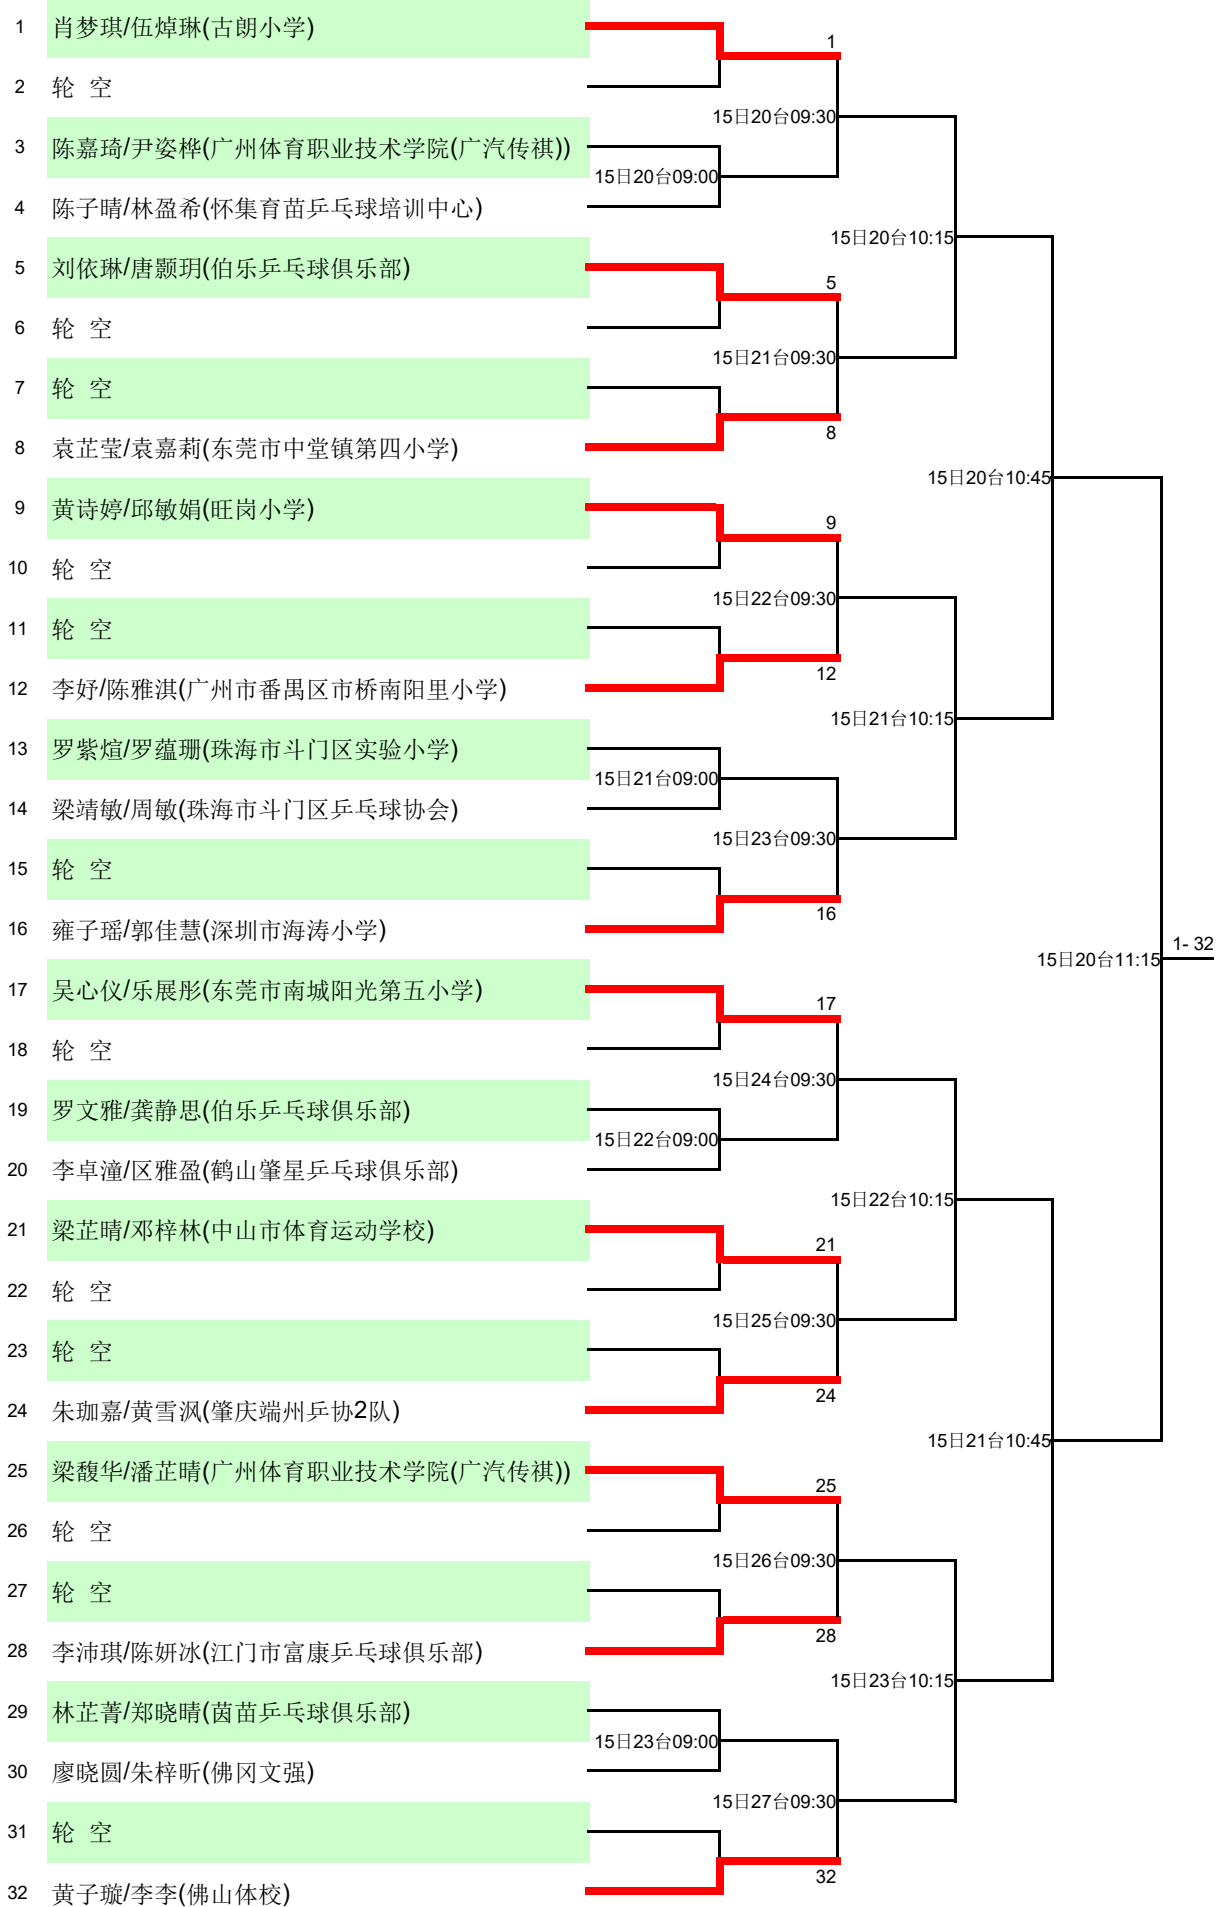 1 肖梦琪/伍焯琳(古朗小学)
1
2 轮 空
15日20台09:30
3 陈嘉琦/尹姿桦(广州体育职业技术学院(广汽传祺))
15日20台09:00
4 陈子晴/林盈希(怀集育苗乒乓球培训中心)
15日20台10:15
5 刘依琳/唐颢玥(伯乐乒乓球俱乐部)
5
6 轮 空
15日21台09:30
7 轮 空
8
8 袁芷莹/袁嘉莉(东莞市中堂镇第四小学)
15日20台10:45
9 黄诗婷/邱敏娟(旺岗小学)
9
10 轮 空
15日22台09:30
11 轮 空
12
12 李妤/陈雅淇(广州市番禺区市桥南阳里小学)
15日21台10:15
13 罗紫煊/罗蕴珊(珠海市斗门区实验小学)
15日21台09:00
14 梁靖敏/周敏(珠海市斗门区乒乓球协会)
15日23台09:30
15 轮 空
16
16 雍子瑶/郭佳慧(深圳市海涛小学)
1- 32
15日20台11:15
17 吴心仪/乐展彤(东莞市南城阳光第五小学)
17
18 轮 空
15日24台09:30
19 罗文雅/龚静思(伯乐乒乓球俱乐部)
15日22台09:00
20 李卓潼/区雅盈(鹤山肇星乒乓球俱乐部)
15日22台10:15
21 梁芷晴/邓梓林(中山市体育运动学校)
21
22 轮 空
15日25台09:30
23 轮 空
24
24 朱珈嘉/黄雪沨(肇庆端州乒协2队)
15日21台10:45
25 梁馥华/潘芷晴(广州体育职业技术学院(广汽传祺))
25
26 轮 空
15日26台09:30
27 轮 空
28
28 李沛琪/陈妍冰(江门市富康乒乓球俱乐部)
15日23台10:15
29 林芷菁/郑晓晴(茵苗乒乓球俱乐部)
15日23台09:00
30 廖晓圆/朱梓昕(佛冈文强)
15日27台09:30
31 轮 空
32
32 黄子璇/李李(佛山体校)